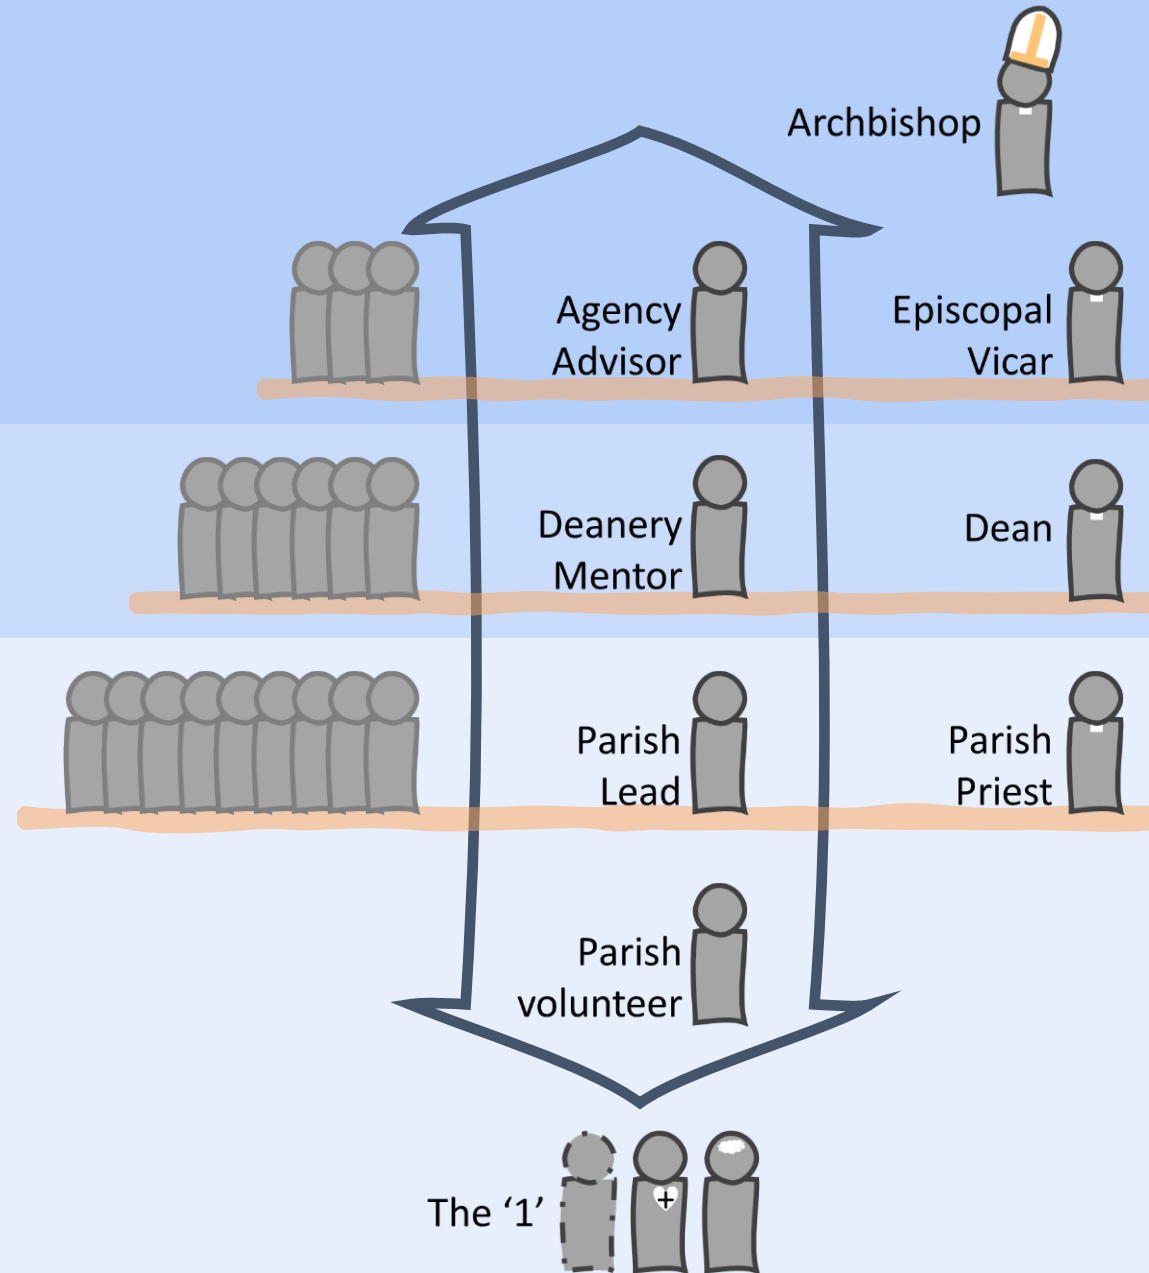 Archbishop
Agency
Advisor
Episcopal
Vicar
Deanery
Mentor
Dean
Parish
Lead
Parish
Priest
Parish
volunteer
The ‘1’